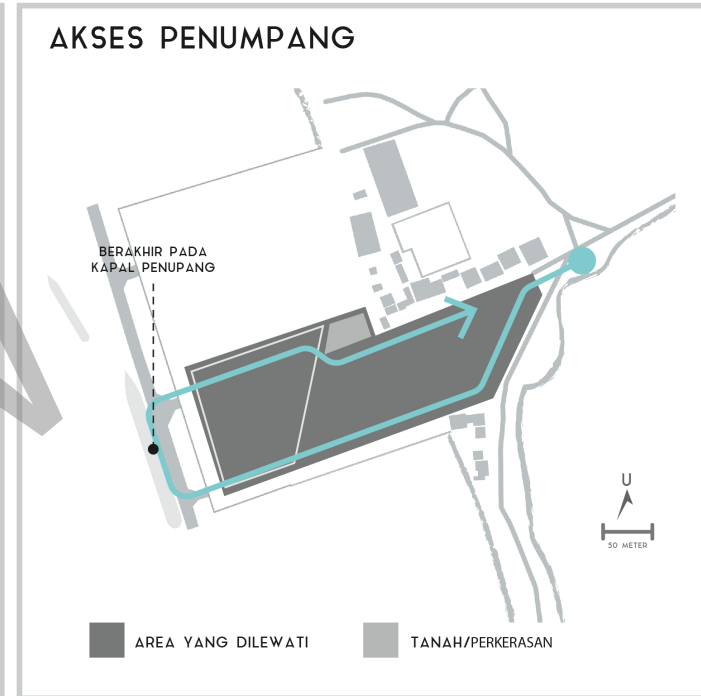 AKSES PENUMPANG
BERAKHIR PADA
KAPAL PENUPANG
U
50 METER
AREA YANG DILEWATI
TANAH/PERKERASAN